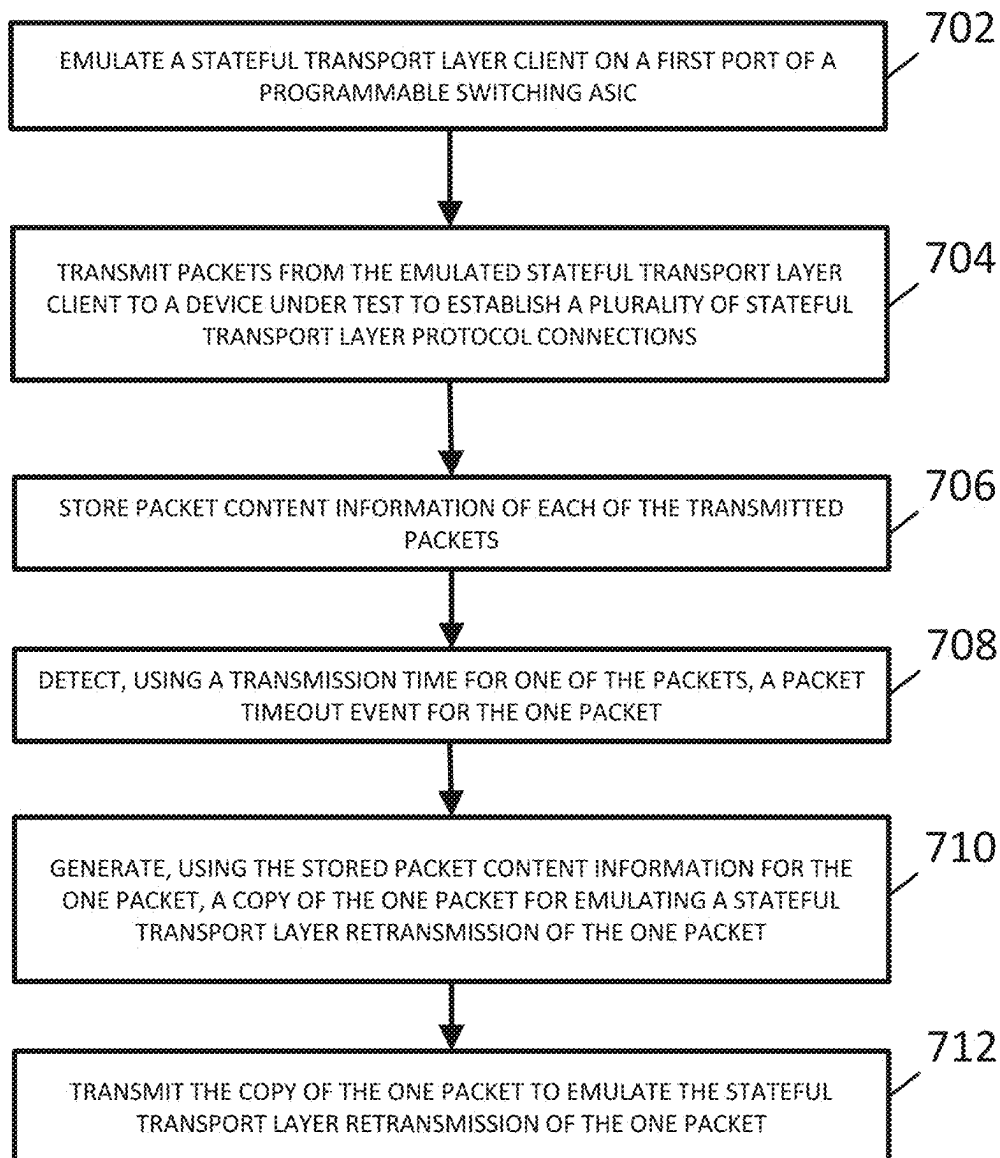 702
EMULATE A STATEFUL TRANSPORT LAYER CLIENT ON A FIRST PORT OF A
PROGRAMMABLE SWITCHING ASIC
704
TRANSMIT PACKETS FROM THE EMULATED STATEFUL TRANSPORT LAYER
CLIENT TO A DEVICE UNDER TEST TO ESTABLISH A PLURALITY OF STATEFUL
TRANSPORT LAYER PROTOCOL CONNECTIONS
706
STORE PACKET CONTENT INFORMATION OF EACH OF THE TRANSMITTED
PACKETS
708
DETECT, USING A TRANSMISSION TIME FOR ONE OF THE PACKETS, A PACKET
TIMEOUT EVENT FOR THE ONE PACKET
710
GENERATE, USING THE STORED PACKET CONTENT INFORMATION FOR THE
ONE PACKET, A COPY OF THE ONE PACKET FOR EMULATING A STATEFUL
TRANSPORT LAYER RETRANSMISSION OF THE ONE PACKET
712
TRANSMIT THE COPY OF THE ONE PACKET TO EMULATE THE STATEFUL
TRANSPORT LAYER RETRANSMISSION OF THE ONE PACKET